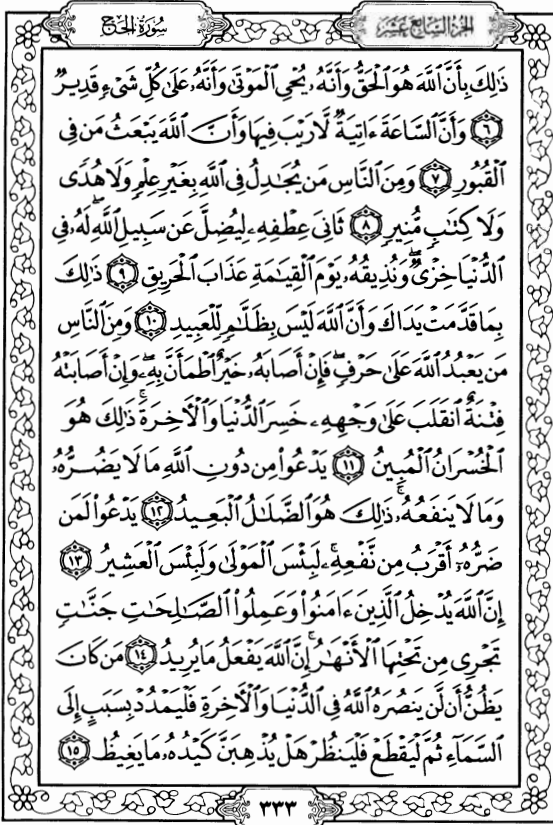 سورة الحج
الجزء السابع عشر
ذَٰلِكَ بِأَنَّ ٱللَّهَ هُوَ ٱلْحَقُّ وَأَنَّهُۥ يُحْىِ ٱلْمَوْتَىٰ وَأَنَّهُۥ عَلَىٰ كُلِّ شَىْءٍ قَدِيرٌ
٦ وَأَنَّ ٱلسَّاعَةَ ءَاتِيَةٌ لَّا رَيْبَ فِيهَا وَأَنَّ ٱللَّهَ يَبْعَثُ مَن فِى
ٱلْقُبُورِ ٧ وَمِنَ ٱلنَّاسِ مَن يُجَـٰدِلُ فِى ٱللَّهِ بِغَيْرِ عِلْمٍ وَلَا هُدًى
وَلَا كِتَـٰبٍ مُّنِيرٍ ٨ ثَانِىَ عِطْفِهِۦ لِيُضِلَّ عَن سَبِيلِ ٱللَّهِ ۖ لَهُۥ فِى
ٱلدُّنْيَا خِزْىٌ ۖ وَنُذِيقُهُۥ يَوْمَ ٱلْقِيَـٰمَةِ عَذَابَ ٱلْحَرِيقِ ٩ ذَٰلِكَ
بِمَا قَدَّمَتْ يَدَاكَ وَأَنَّ ٱللَّهَ لَيْسَ بِظَلَّـٰمٍ لِّلْعَبِيدِ ١٠ وَمِنَ ٱلنَّاسِ
مَن يَعْبُدُ ٱللَّهَ عَلَىٰ حَرْفٍ ۖ فَإِنْ أَصَابَهُۥ خَيْرٌ ٱطْمَأَنَّ بِهِۦ ۖ وَإِنْ أَصَابَتْهُ
فِتْنَةٌ ٱنقَلَبَ عَلَىٰ وَجْهِهِۦ خَسِرَ ٱلدُّنْيَا وَٱلْـَٔاخِرَةَ ۚ ذَٰلِكَ هُوَ
ٱلْخُسْرَانُ ٱلْمُبِينُ ١١ يَدْعُوا۟ مِن دُونِ ٱللَّهِ مَا لَا يَضُرُّهُۥ
وَمَا لَا يَنفَعُهُۥ ۚ ذَٰلِكَ هُوَ ٱلضَّلَـٰلُ ٱلْبَعِيدُ ١٢ يَدْعُوا۟ لَمَن
ضَرُّهُۥٓ أَقْرَبُ مِن نَّفْعِهِۦ ۚ لَبِئْسَ ٱلْمَوْلَىٰ وَلَبِئْسَ ٱلْعَشِيرُ ١٣
إِنَّ ٱللَّهَ يُدْخِلُ ٱلَّذِينَ ءَامَنُوا۟ وَعَمِلُوا۟ ٱلصَّـٰلِحَـٰتِ جَنَّـٰتٍ
تَجْرِى مِن تَحْتِهَا ٱلْأَنْهَـٰرُ ۚ إِنَّ ٱللَّهَ يَفْعَلُ مَا يُرِيدُ ١٤ مَن كَانَ
يَظُنُّ أَن لَّن يَنصُرَهُ ٱللَّهُ فِى ٱلدُّنْيَا وَٱلْـَٔاخِرَةِ فَلْيَمْدُدْ بِسَبَبٍ إِلَى
ٱلسَّمَآءِ ثُمَّ لْيَقْطَعْ فَلْيَنظُرْ هَلْ يُذْهِبَنَّ كَيْدُهُۥ مَا يَغِيظُ ١٥
٣٣٣